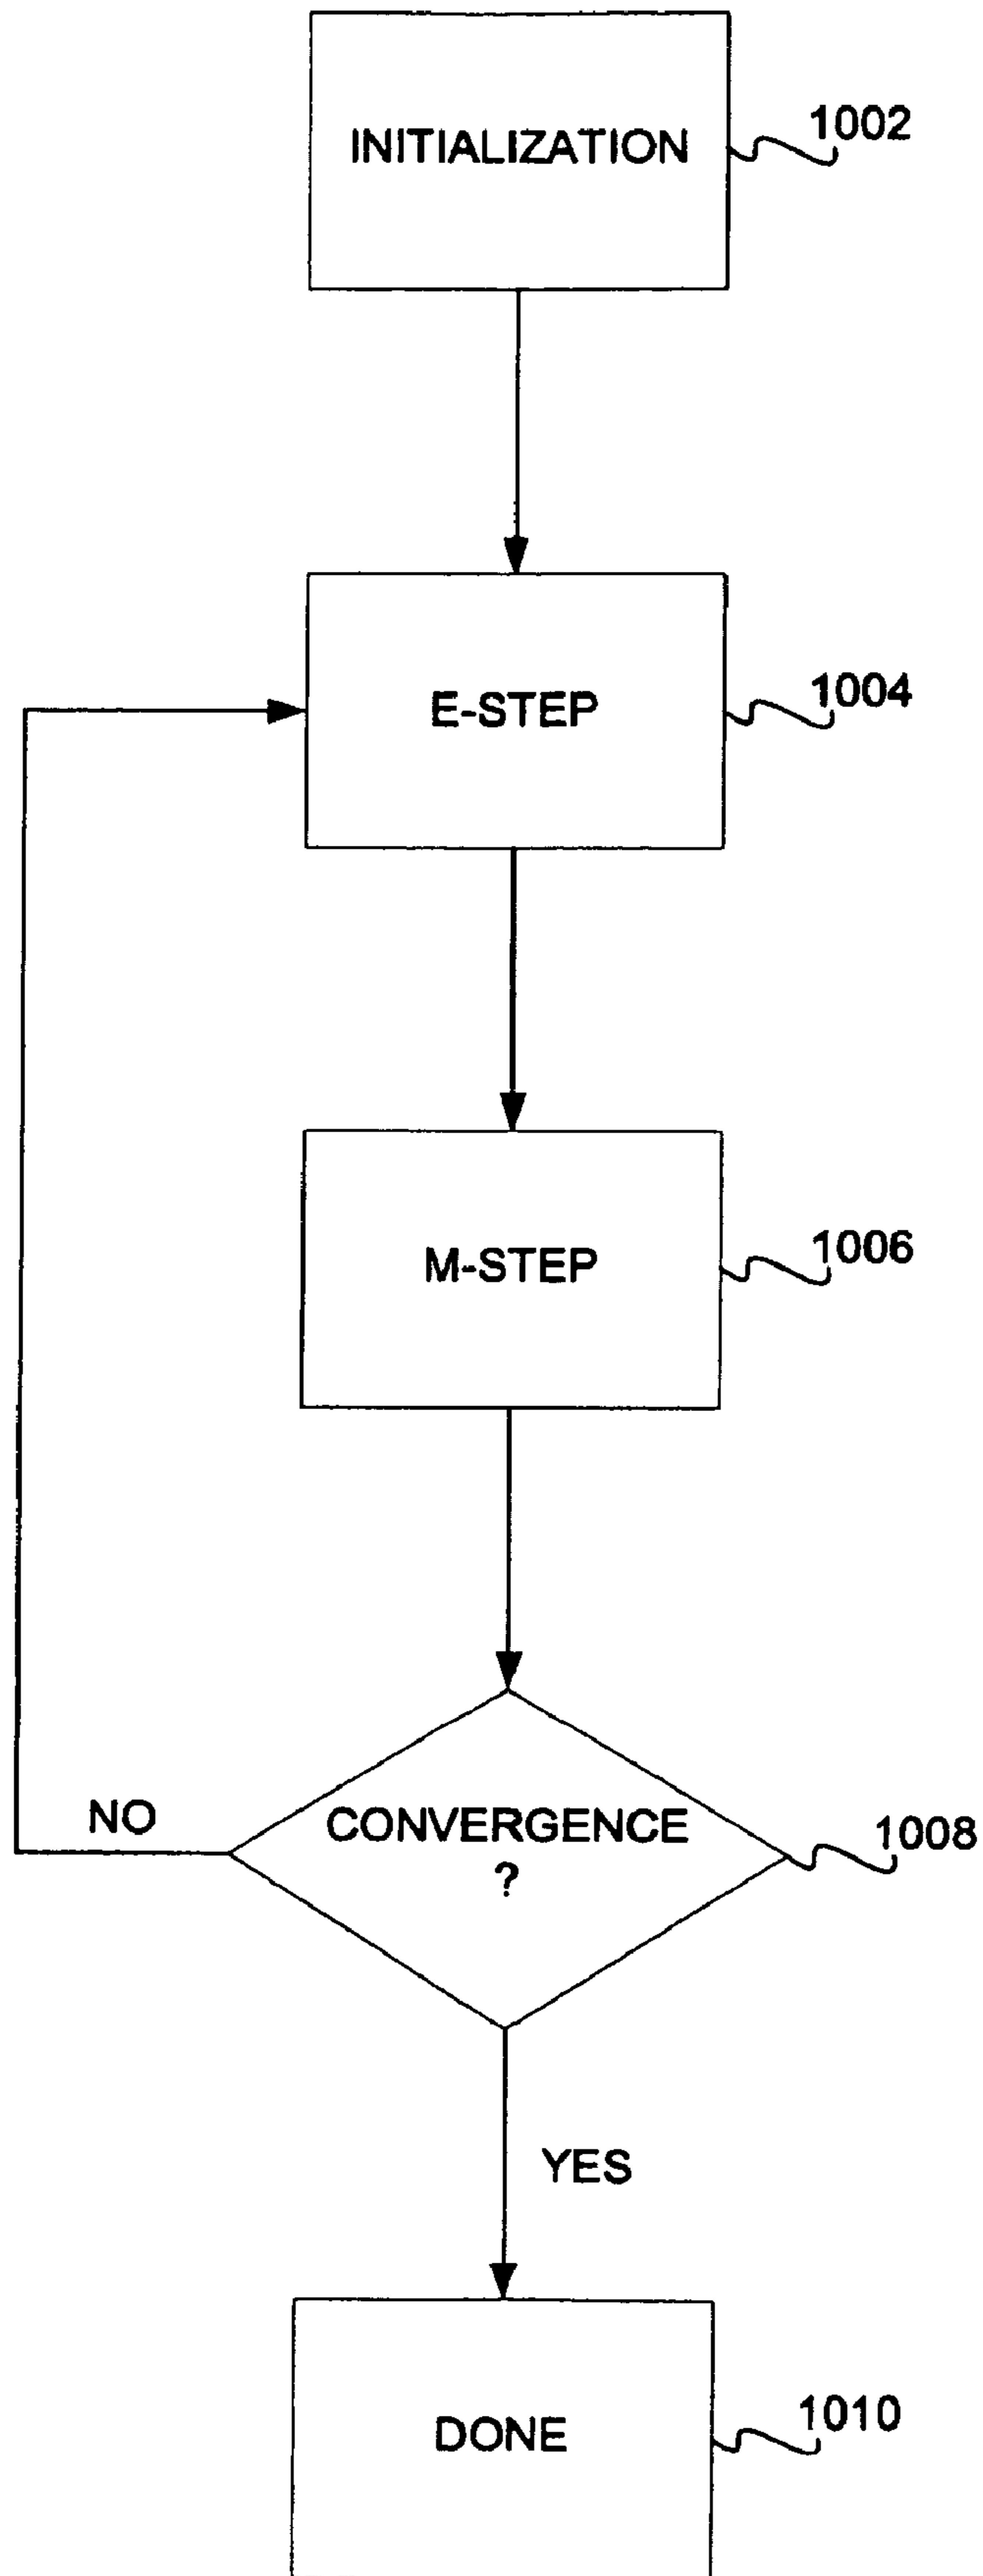 INITIALIZATION
1002
E-STEP
1004
M-STEP
1006
CONVERGENCE
?
1008
NO
YES
DONE
1010